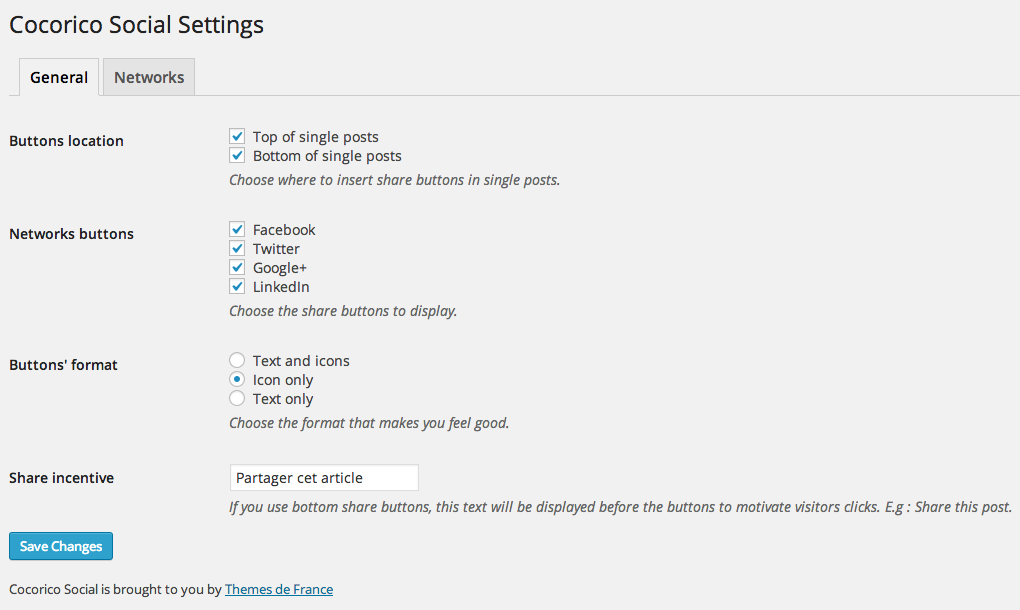 Cocorico Social Settings
General Networks
Buttons location
Top of single posts
Bottom of single posts
Choose where to insert share buttons in single posts.
Networks buttons
Facebook
Twitter
Google+
LinkedIn
Choose the share buttons to display.
Buttons' format
Text and icons
Icon only
Text only
Choose the format that makes you feel good.
Share incentive
Partager cet article
If you use bottom share buttons, this text will be displayed before the buttons to motivate visitors clicks. E.g : Share this post.
Save Changes
Cocorico Social is brought to you by Themes de France